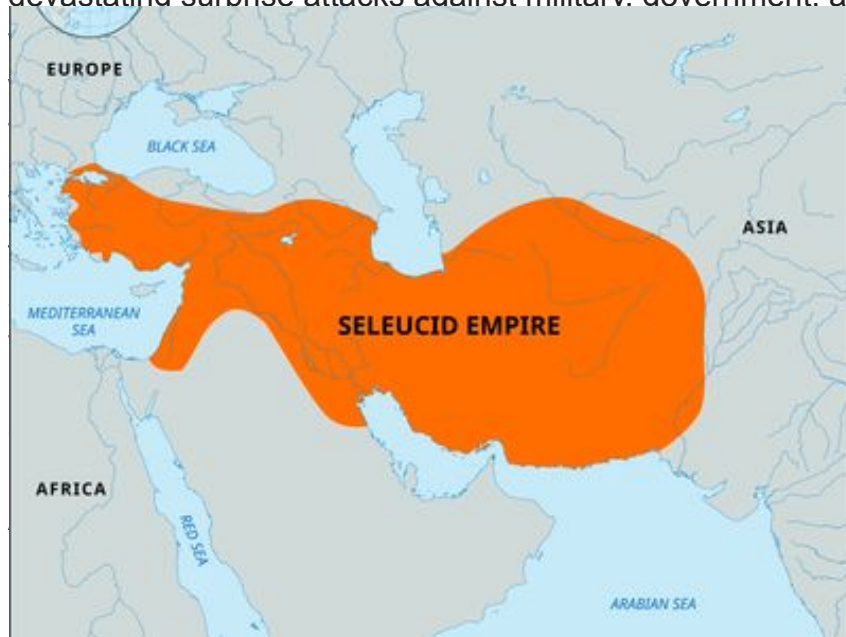 devastating surprise attacks against military, government, a
EUROPE
BLACK SEA
ASIA
MEDITERRANEAN
SEA
SELEUCID EMPIRE
AFRICA
RED SEA
ARABIAN SEA